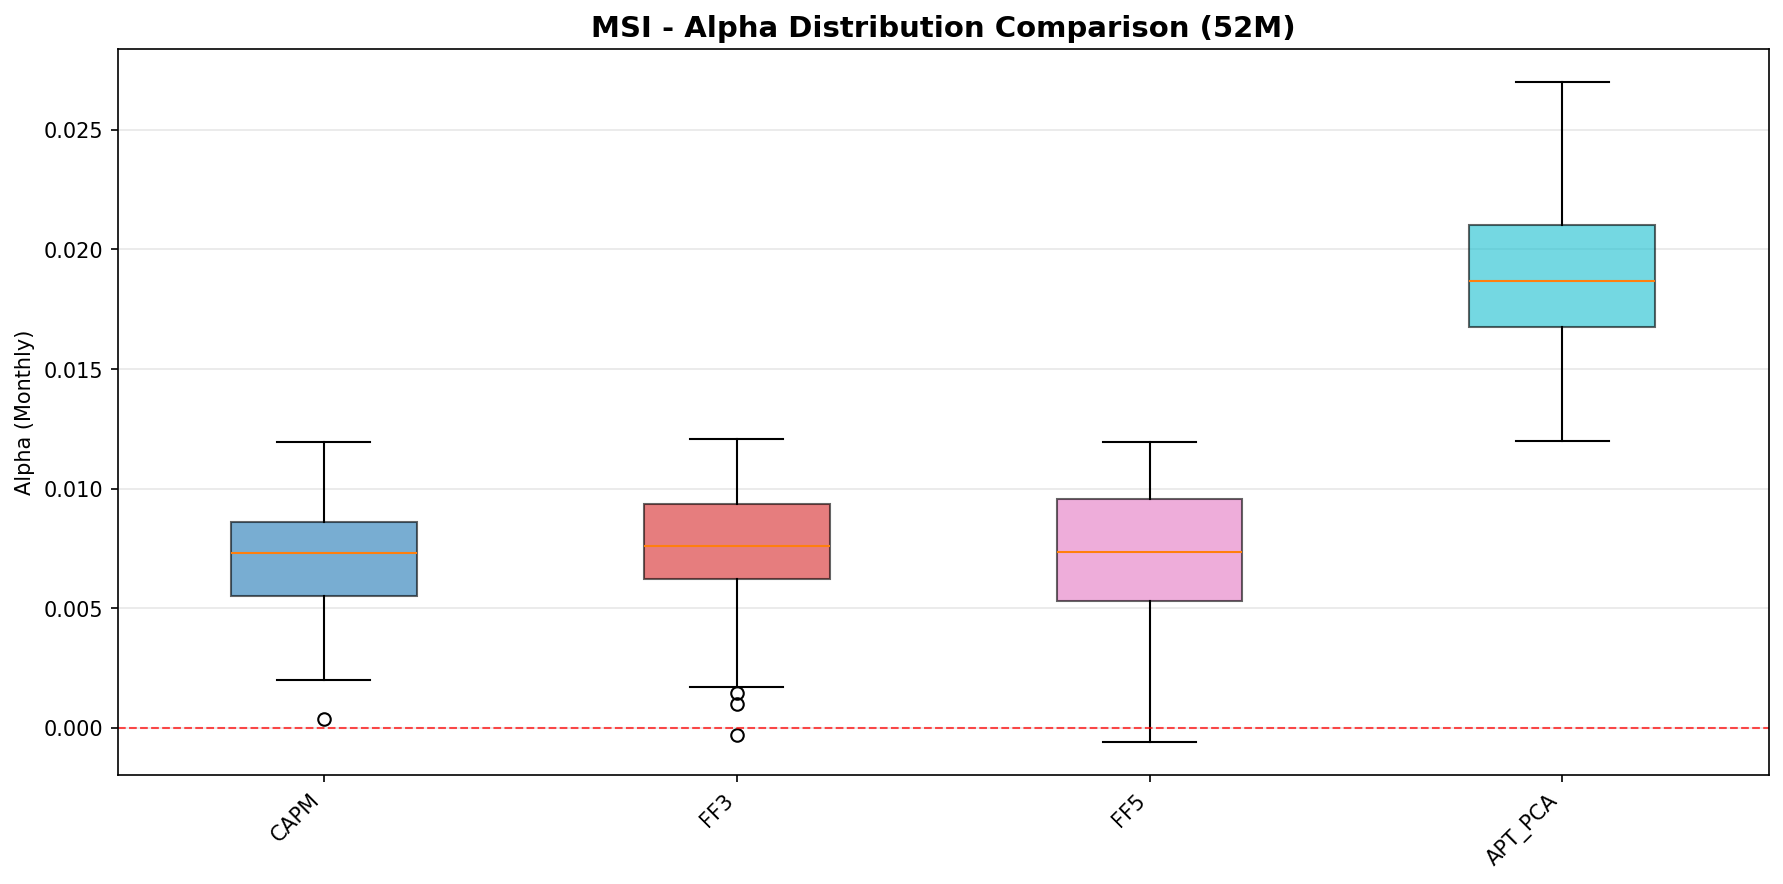 MSI - Alpha Distribution Comparison (52M)
Alpha (Monthly)
0.025
0.020
0.015
0.010
0.005
0.000
CAPM
FF3
FF5
APT_PCA